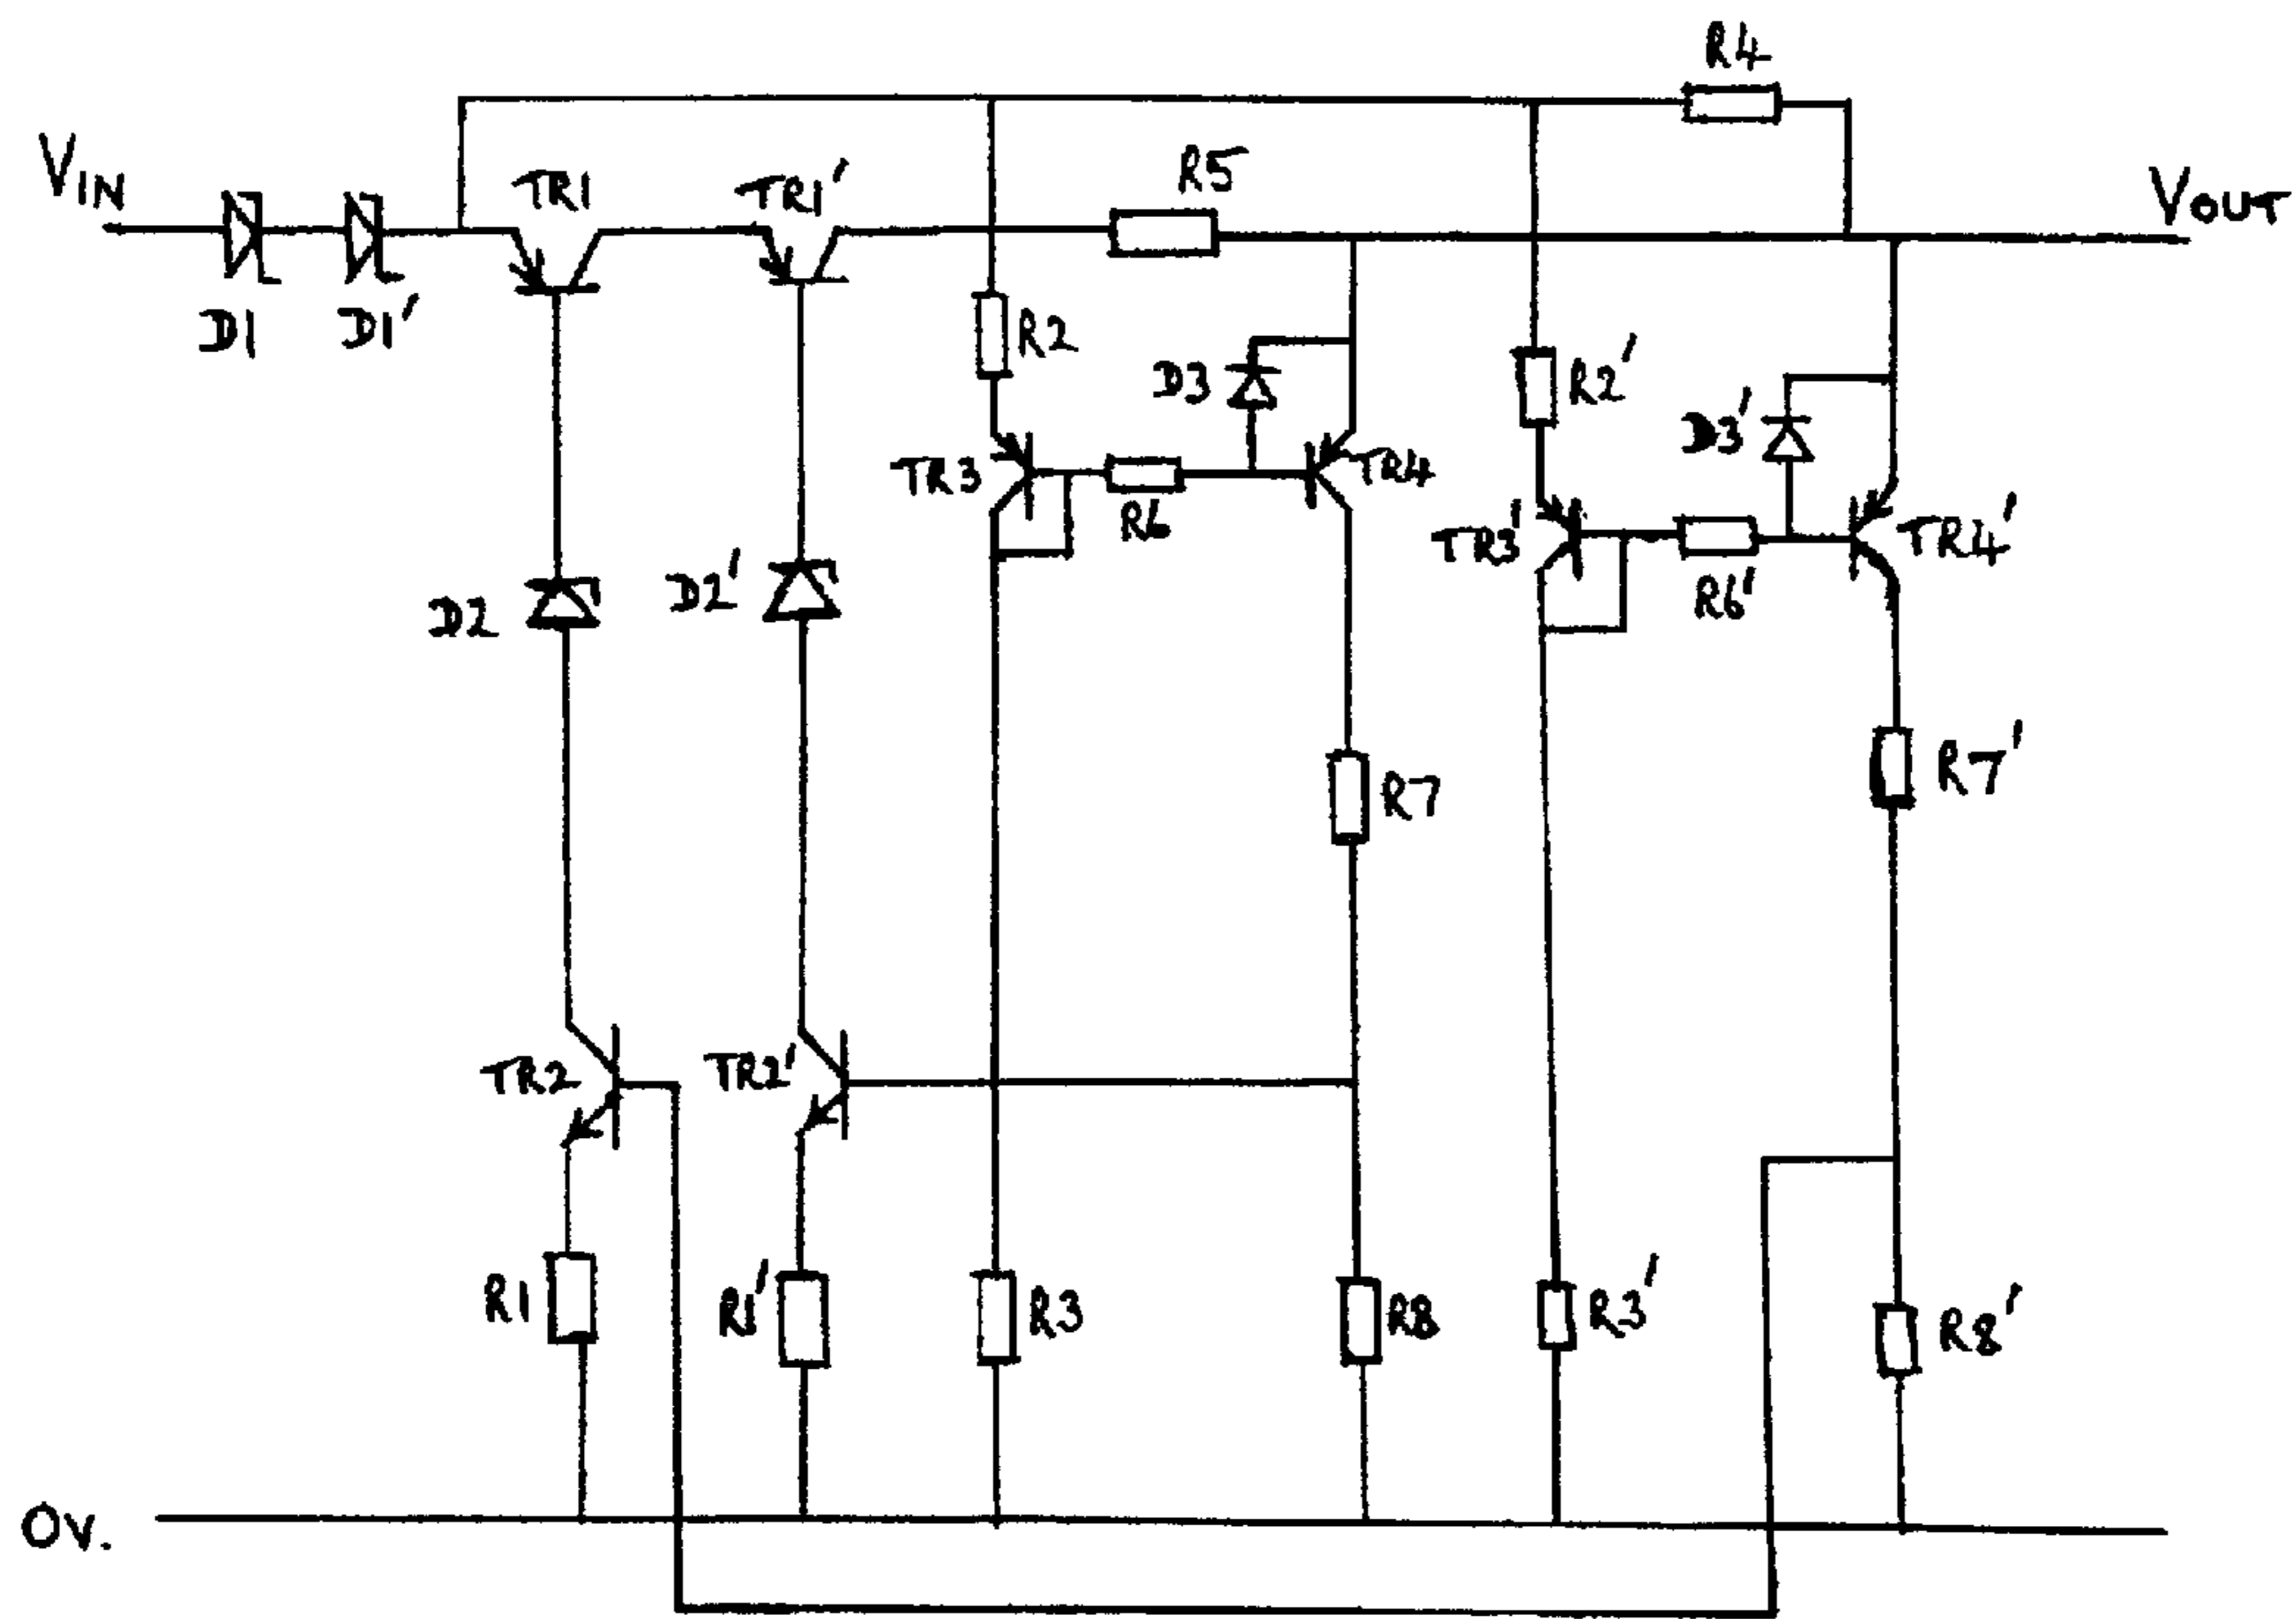 R4
VIN
TR1
TR1'
R5
VOUT
D1
D1'
R2
D3
R2'
D3'
TR3
R6
TR4
TR3'
R6'
TR4'
D2
D2'
R7
R7'
TR2
TR2'
R1
R1'
R3
R8
R3'
R8'
0V.